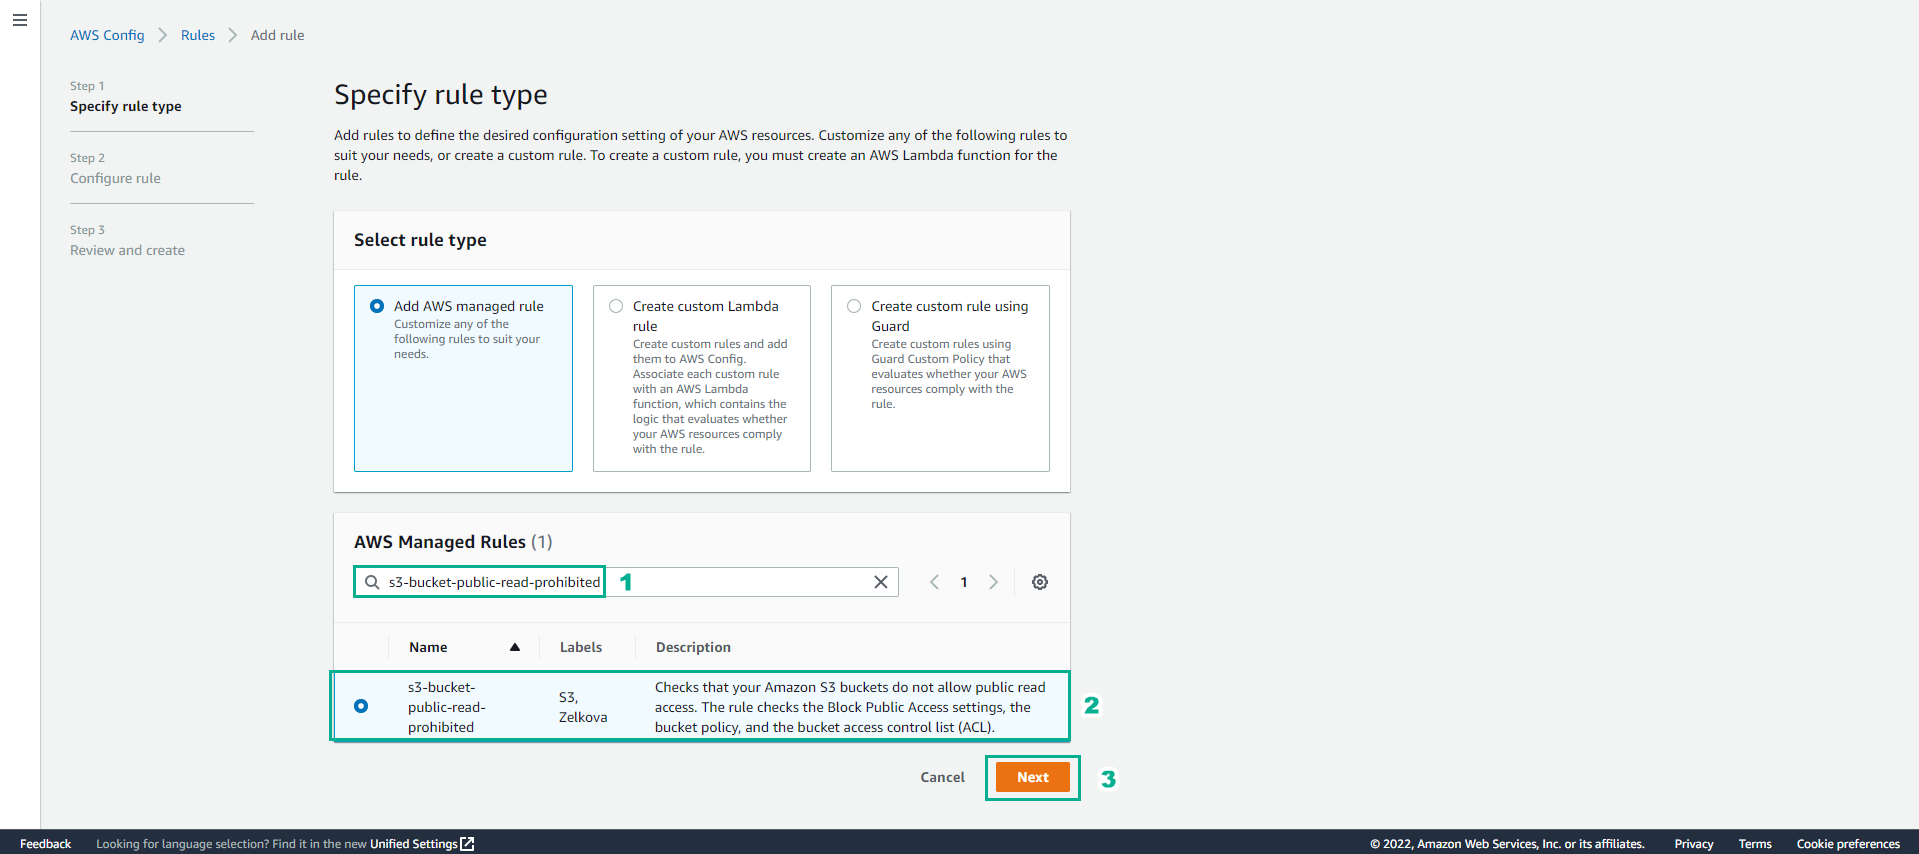 AWS Config > Rules > Add rule
Step 1
Specify rule type
Step 2
Configure rule
Step 3
Review and create
Specify rule type
Add rules to define the desired configuration setting of your AWS resources. Customize any of the following rules to
suit your needs, or create a custom rule. To create a custom rule, you must create an AWS Lambda function for the
rule.
Select rule type
Add AWS managed rule
Customize any of the
following rules to suit your
needs.
Create custom Lambda
rule
Create custom rules and add
them to AWS Config.
Associate each custom rule
with an AWS Lambda
function, which contains the
logic that evaluates whether
your AWS resources comply
with the rule.
Create custom rule using
Guard
Create custom rules using
Guard Custom Policy that
evaluates whether your AWS
resources comply with the
rule.
AWS Managed Rules (1)
s3-bucket-public-read-prohibited 1
1
Name Labels Description
s3-bucket-
public-read-
prohibited
S3,
Zelkova
Checks that your Amazon S3 buckets do not allow public read
access. The rule checks the Block Public Access settings, the
bucket policy, and the bucket access control list (ACL).
2
Cancel Next 3
Feedback Looking for language selection? Find it in the new Unified Settings © 2022, Amazon Web Services, Inc. or its affiliates. Privacy Terms Cookie preferences